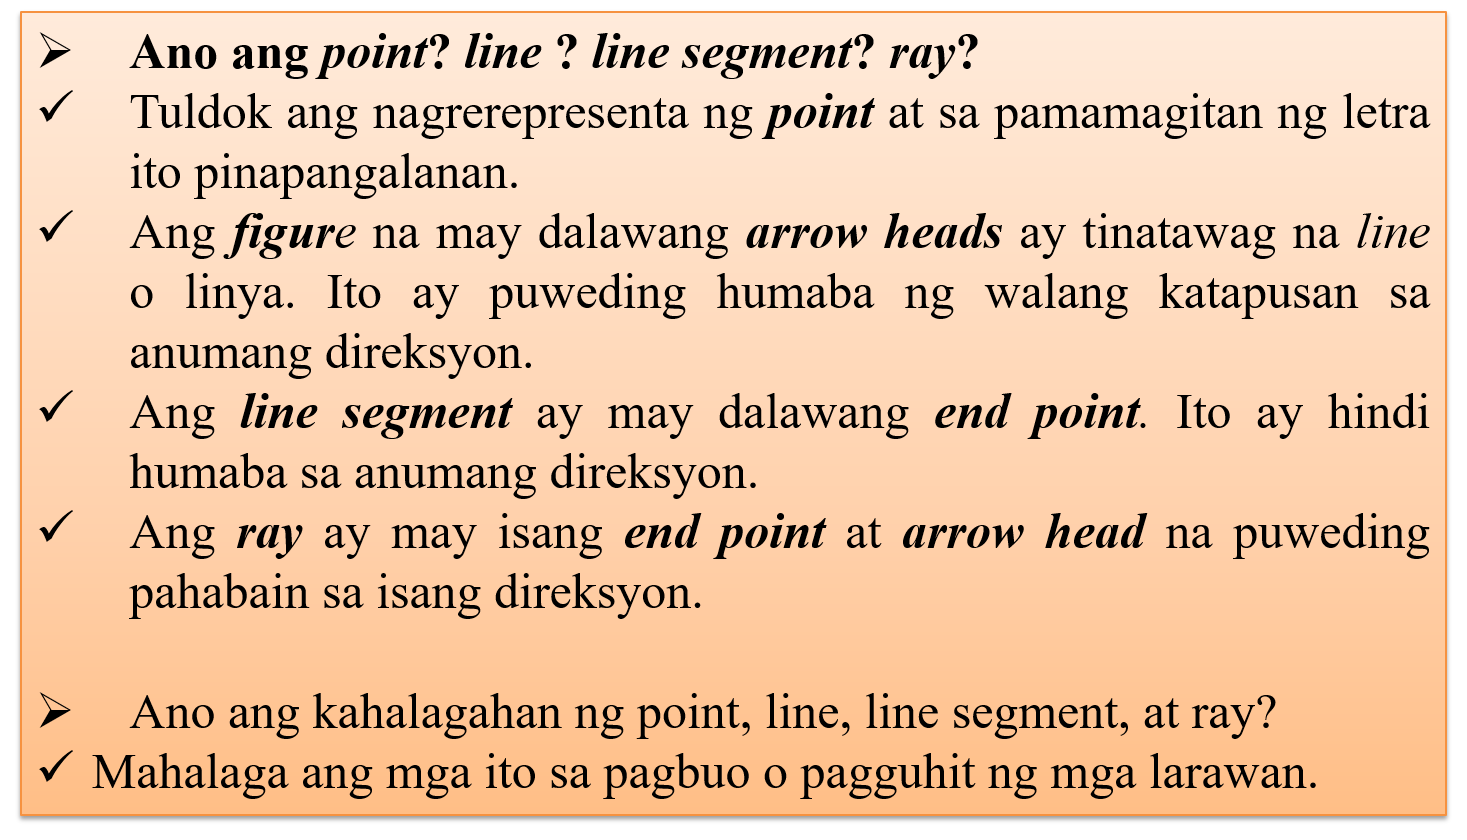 ➢ Ano ang point? line ? line segment? ray?
✓ Tuldok ang nagrerepresenta ng point at sa pamamagitan ng letra
ito pinapangalanan.
✓ Ang figure na may dalawang arrow heads ay tinatawag na line
o linya. Ito ay puweding humaba ng walang katapusan sa
anumang direksyon.
✓ Ang line segment ay may dalawang end point. Ito ay hindi
humaba sa anumang direksyon.
✓ Ang ray ay may isang end point at arrow head na puweding
pahabain sa isang direksyon.
➢ Ano ang kahalagahan ng point, line, line segment, at ray?
✓ Mahalaga ang mga ito sa pagbuo o pagguhit ng mga larawan.